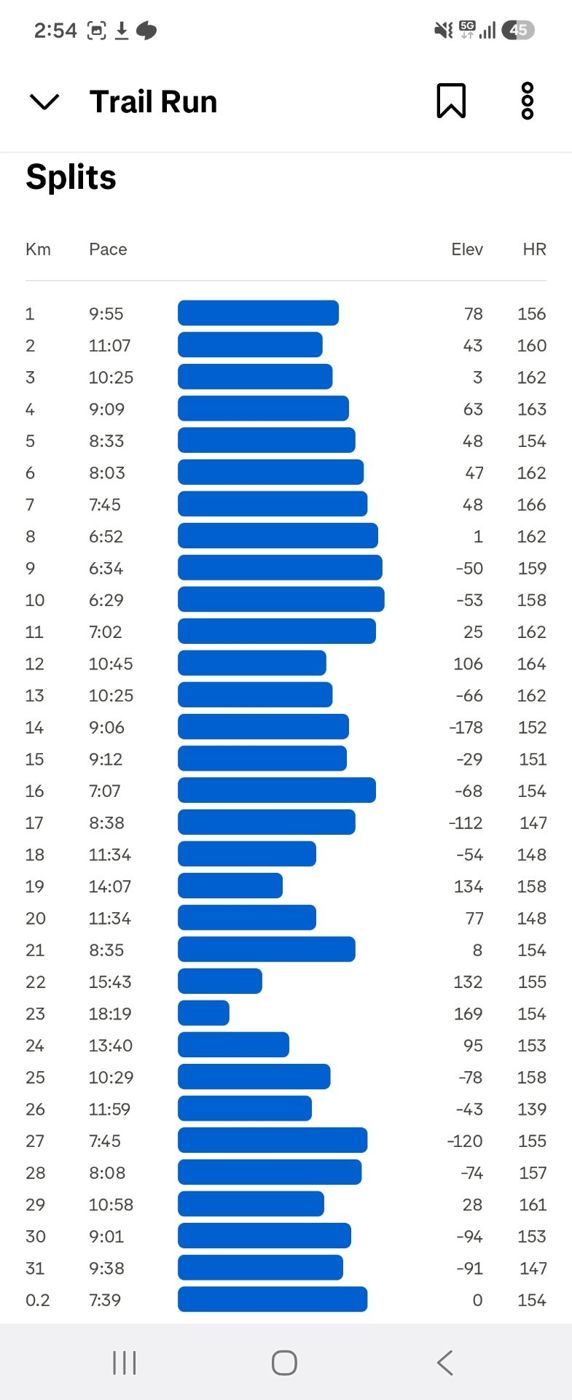 2:54 5G 45
Trail Run
Splits
Km Pace Elev HR
1 9:55 78 156
2 11:07 43 160
3 10:25 3 162
4 9:09 63 163
5 8:33 48 154
6 8:03 47 162
7 7:45 48 166
8 6:52 1 162
9 6:34 -50 159
10 6:29 -53 158
11 7:02 25 162
12 10:45 106 164
13 10:25 -66 162
14 9:06 -178 152
15 9:12 -29 151
16 7:07 -68 154
17 8:38 -112 147
18 11:34 -54 148
19 14:07 134 158
20 11:34 77 148
21 8:35 8 154
22 15:43 132 155
23 18:19 169 154
24 13:40 95 153
25 10:29 -78 158
26 11:59 -43 139
27 7:45 -120 155
28 8:08 -74 157
29 10:58 28 161
30 9:01 -94 153
31 9:38 -91 147
0.2 7:39 0 154